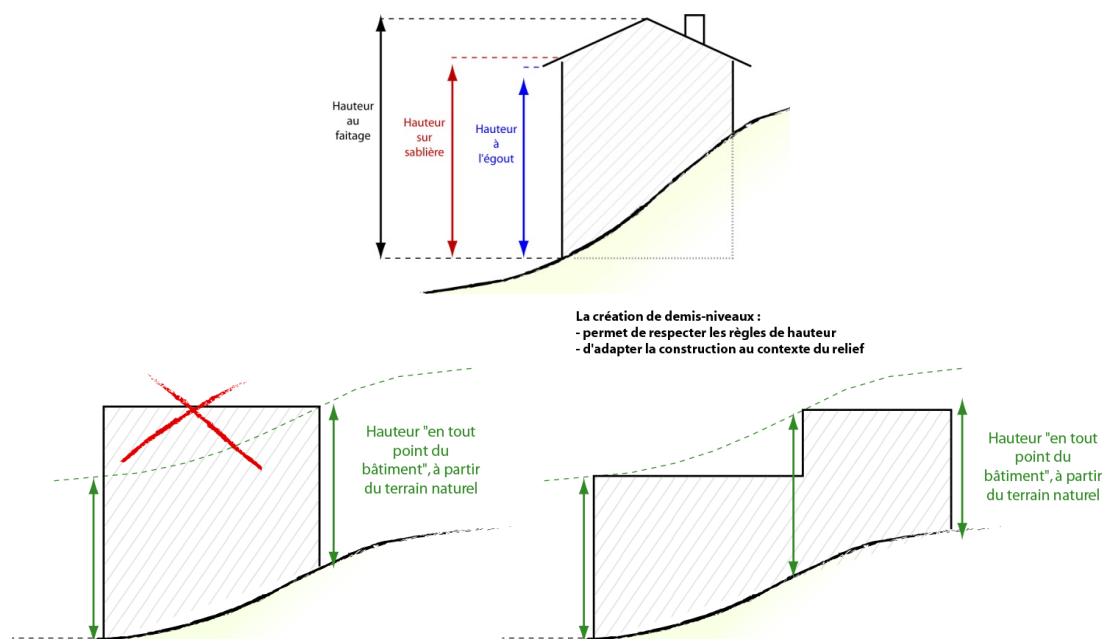 Hauteur
au
faitage
Hauteur
sur
sablière
Hauteur
à
l'égout
La création de demis-niveaux :
- permet de respecter les règles de hauteur
- d'adapter la construction au contexte du relief
Hauteur "en tout
point du
bâtiment", à partir
du terrain naturel
Hauteur "en tout
point du
bâtiment", à partir
du terrain naturel